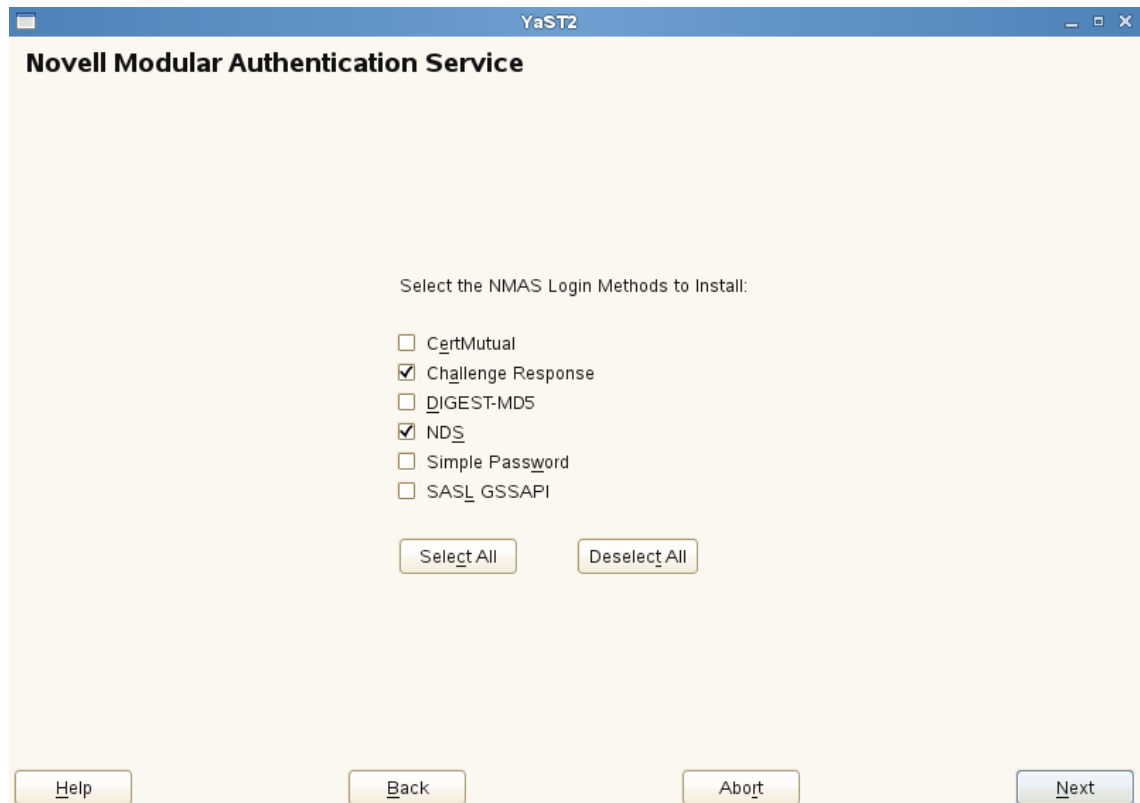 YaST2
Novell Modular Authentication Service
Select the NMAS Login Methods to Install:
CertMutual
Challenge Response
DIGEST-MD5
NDS
Simple Password
SASL GSSAPI
Select All Deselect All
Help Back Abort Next